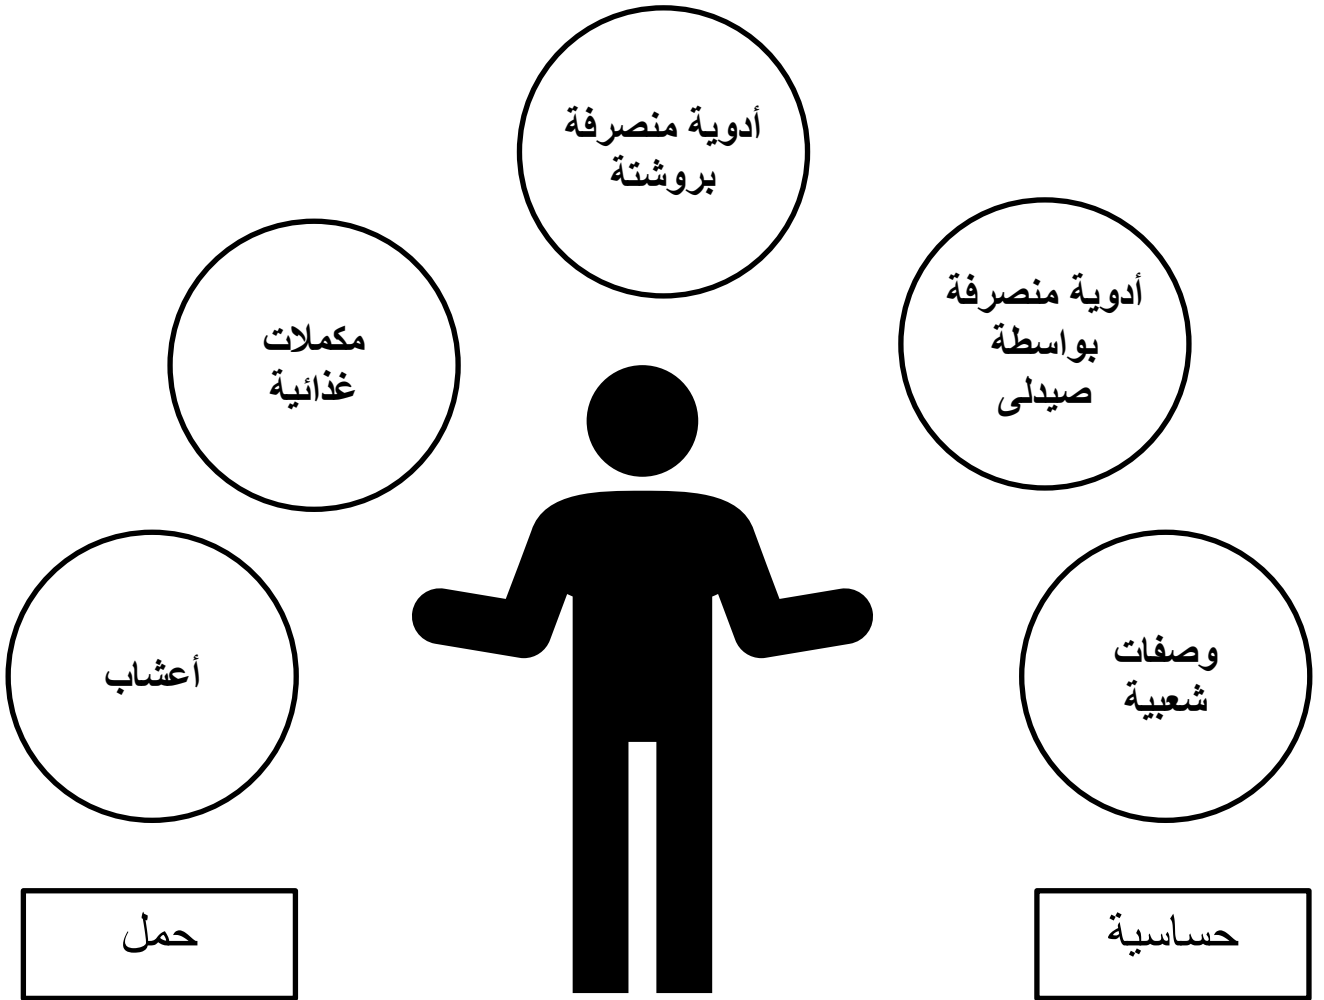 أدوية منصرفة
بروشتة
أدوية منصرفة
بواسطة
صيدلى
مكملات
غذائية
وصفات
شعبية
أعشاب
حساسية
حمل